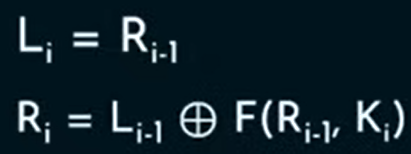 Lᵢ = Rᵢ₋₁
Rᵢ = Lᵢ₋₁ ⊕ F(Rᵢ₋₁, Kᵢ)